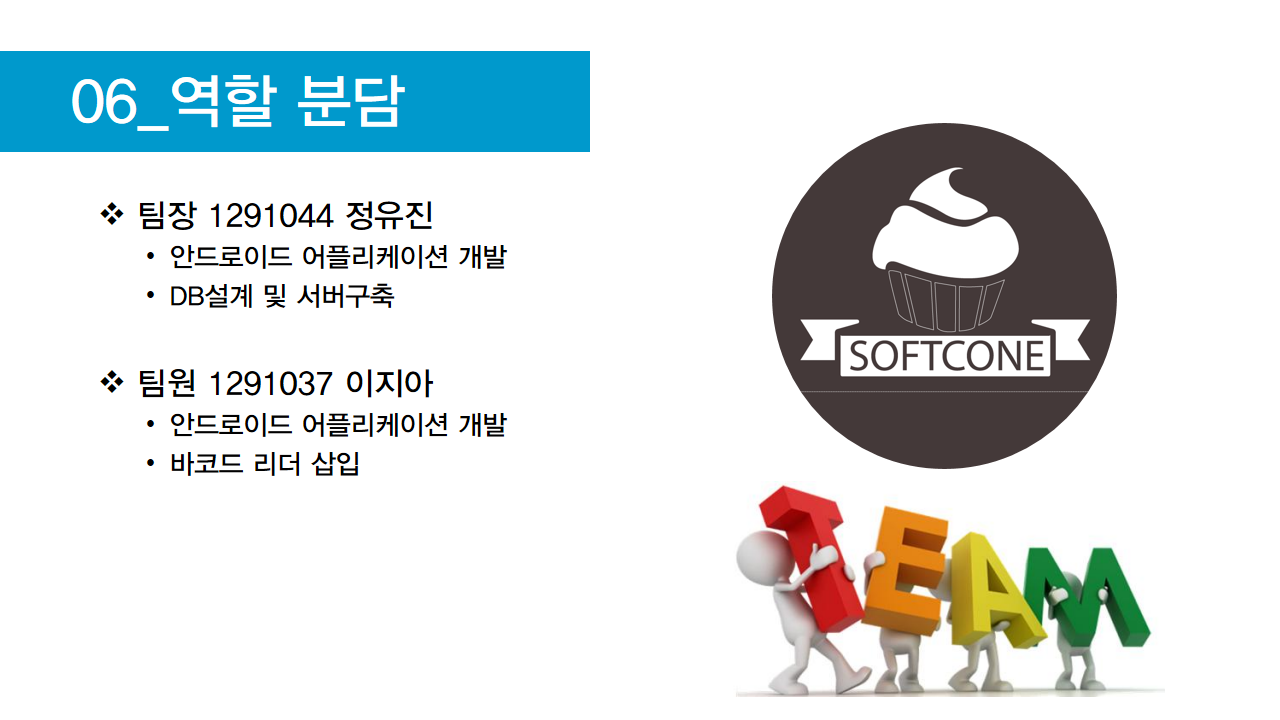 06_역할 분담
❖ 팀장 1291044 정유진
• 안드로이드 어플리케이션 개발
• DB설계 및 서버구축
❖ 팀원 1291037 이지아
• 안드로이드 어플리케이션 개발
• 바코드 리더 삽입
SOFTCONE
TEAM